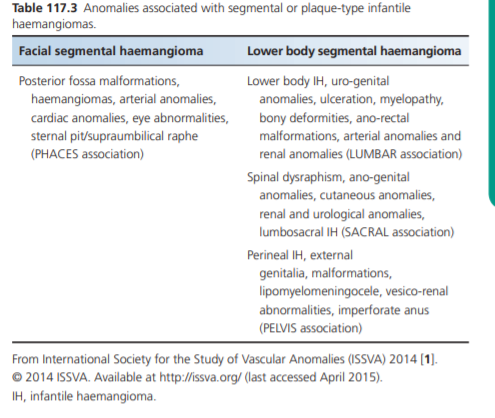 Table 117.3 Anomalies associated with segmental or plaque-type infantile
haemangiomas.
Facial segmental haemangioma
Posterior fossa malformations,
haemangiomas, arterial anomalies,
cardiac anomalies, eye abnormalities,
sternal pit/supraumbilical raphe
(PHACES association)
Lower body segmental haemangioma
Lower body IH, uro-genital
anomalies, ulceration, myelopathy,
bony deformities, ano-rectal
malformations, arterial anomalies and
renal anomalies (LUMBAR association)
Spinal dysraphism, ano-genital
anomalies, cutaneous anomalies,
renal and urological anomalies,
lumbosacral IH (SACRAL association)
Perineal IH, external
genitalia, malformations,
lipomyelomeningocele, vesico-renal
abnormalities, imperforate anus
(PELVIS association)
From International Society for the Study of Vascular Anomalies (ISSVA) 2014 [1].
© 2014 ISSVA. Available at http://issva.org/ (last accessed April 2015).
IH, infantile haemangioma.